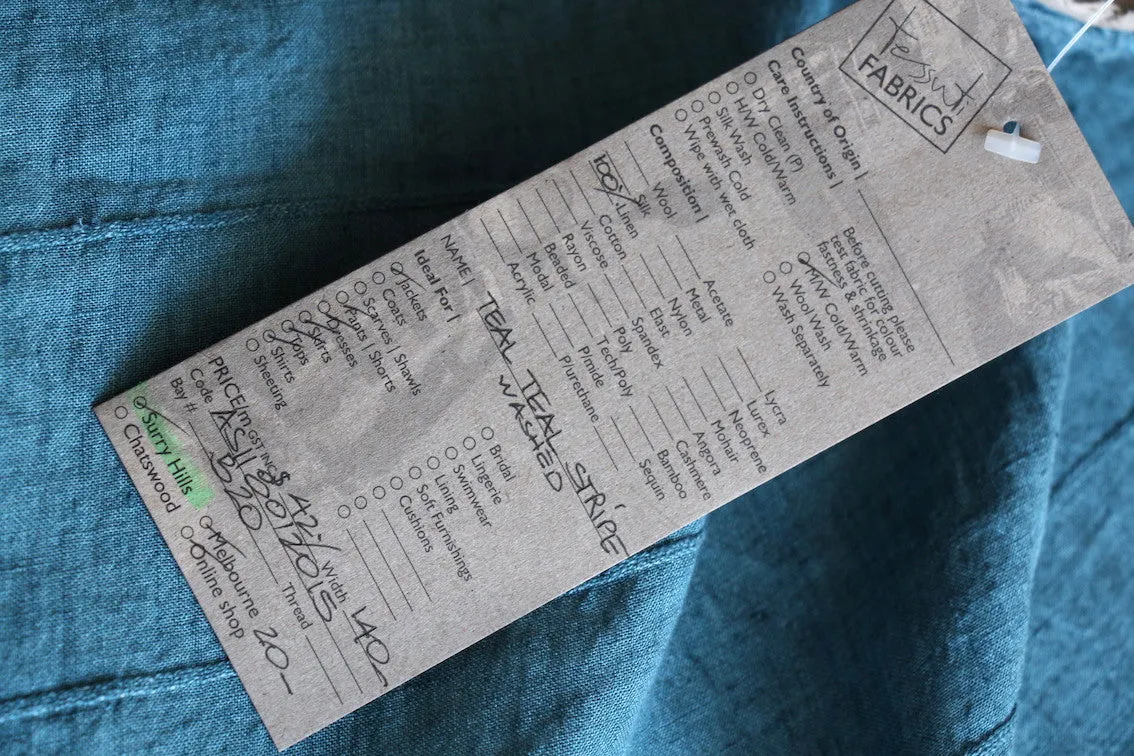 Tessuti
FABRICS
Country of Origin |
Care Instructions |
Dry Clean (P)
H/W Cold/Warm
Silk Wash
Prewash Cold
Wipe with wet cloth
Before cutting please
test fabric for colour
fastness & shrinkage
M/W Cold/Warm
Wool Wash
Wash Separately
Composition |
Wool
Silk
100% Linen
Cotton
Viscose
Rayon
Beaded
Modal
Acrylic
Acetate
Metal
Nylon
Elast
Spandex
Poly
Tech/Poly
P/mide
P/urethane
Lycra
Lurex
Neoprene
Mohair
Angora
Cashmere
Bamboo
Sequin
NAME | TEAL TEAL STRIPE
WASHED
Ideal For |
Jackets
Coats
Scarves | Shawls
Pants | Shorts
Dresses
Skirts
Tops
Shirts
Sheeting
Bridal
Lingerie
Swimwear
Lining
Soft Furnishings
Cushions
PRICE/m GST INC $ 42- Width 140
Code
Bay # B20 Thread
Surry Hills
Chatswood
Melbourne 20-
Online shop